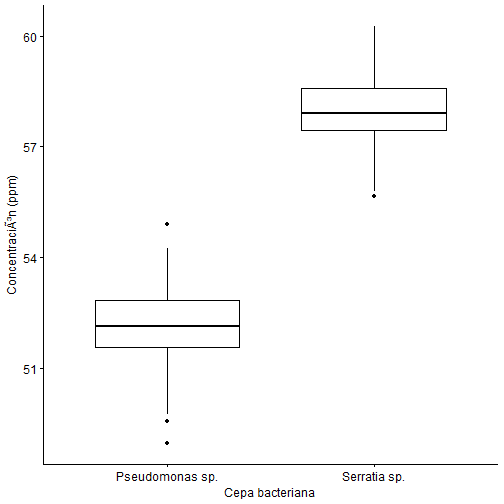 60
57
54
51
ConcentraciÃ³n (ppm)
Pseudomonas sp.
Serratia sp.
Cepa bacteriana